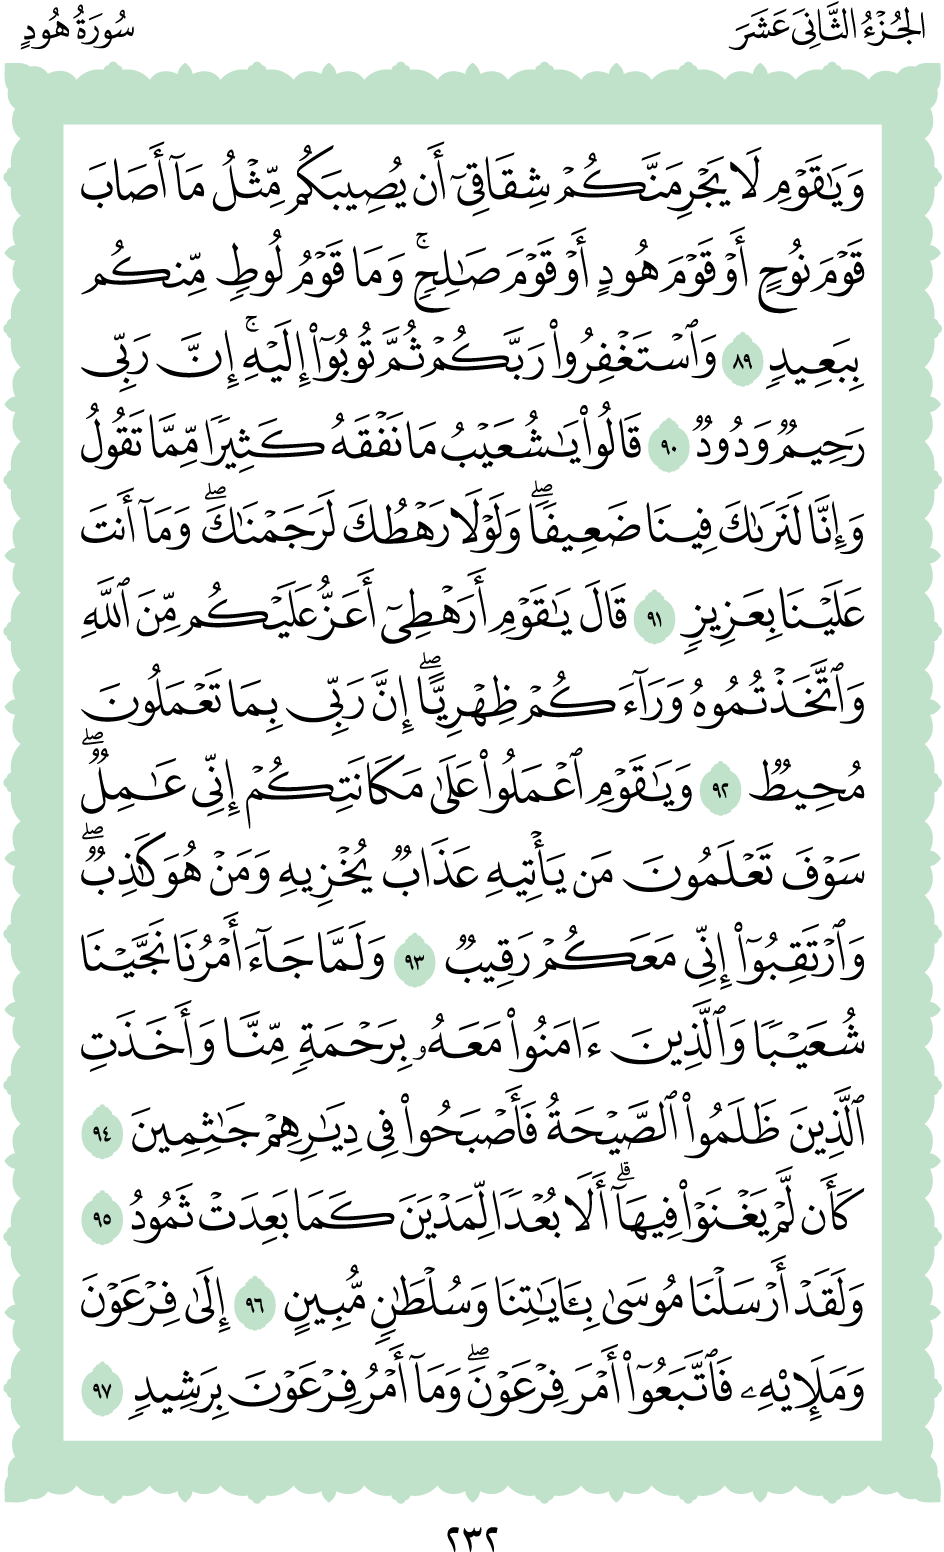 الجُزْءُ الثَّانِىَ عَشَرَ
سُورَةُ هُودٍ
وَيَٰقَوْمِ لَا يَجْرِمَنَّكُمْ شِقَاقِىٓ أَن يُصِيبَكُم مِّثْلُ مَآ أَصَابَ
قَوْمَ نُوحٍ أَوْ قَوْمَ هُودٍ أَوْ قَوْمَ صَٰلِحٍۚ وَمَا قَوْمُ لُوطٍ مِّنكُم
بِبَعِيدٍ ٨٩ وَٱسْتَغْفِرُوا۟ رَبَّكُمْ ثُمَّ تُوبُوٓا۟ إِلَيْهِۚ إِنَّ رَبِّى
رَحِيمٌ وَدُودٌ ٩٠ قَالُوا۟ يَٰشُعَيْبُ مَا نَفْقَهُ كَثِيرًا مِّمَّا تَقُولُ
وَإِنَّا لَنَرَىٰكَ فِينَا ضَعِيفًاۖ وَلَوْلَا رَهْطُكَ لَرَجَمْنَٰكَۖ وَمَآ أَنتَ
عَلَيْنَا بِعَزِيزٍ ٩١ قَالَ يَٰقَوْمِ أَرَهْطِىٓ أَعَزُّ عَلَيْكُم مِّنَ ٱللَّهِ
وَٱتَّخَذْتُمُوهُ وَرَآءَكُمْ ظِهْرِيًّاۖ إِنَّ رَبِّى بِمَا تَعْمَلُونَ
مُحِيطٌ ٩٢ وَيَٰقَوْمِ ٱعْمَلُوا۟ عَلَىٰ مَكَانَتِكُمْ إِنِّى عَٰمِلٌۖ
سَوْفَ تَعْلَمُونَ مَن يَأْتِيهِ عَذَابٌ يُخْزِيهِ وَمَنْ هُوَ كَٰذِبٌۖ
وَٱرْتَقِبُوٓا۟ إِنِّى مَعَكُمْ رَقِيبٌ ٩٣ وَلَمَّا جَآءَ أَمْرُنَا نَجَّيْنَا
شُعَيْبًا وَٱلَّذِينَ ءَامَنُوا۟ مَعَهُۥ بِرَحْمَةٍ مِّنَّا وَأَخَذَتِ
ٱلَّذِينَ ظَلَمُوا۟ ٱلصَّيْحَةُ فَأَصْبَحُوا۟ فِى دِيَٰرِهِمْ جَٰثِمِينَ ٩٤
كَأَن لَّمْ يَغْنَوْا۟ فِيهَآۗ أَلَا بُعْدًا لِّمَدْيَنَ كَمَا بَعِدَتْ ثَمُودُ ٩٥
وَلَقَدْ أَرْسَلْنَا مُوسَىٰ بِـَٔايَٰتِنَا وَسُلْطَٰنٍ مُّبِينٍ ٩٦ إِلَىٰ فِرْعَوْنَ
وَمَلَإِي۟هِۦ فَٱتَّبَعُوٓا۟ أَمْرَ فِرْعَوْنَۖ وَمَآ أَمْرُ فِرْعَوْنَ بِرَشِيدٍ ٩٧
٢٣٢